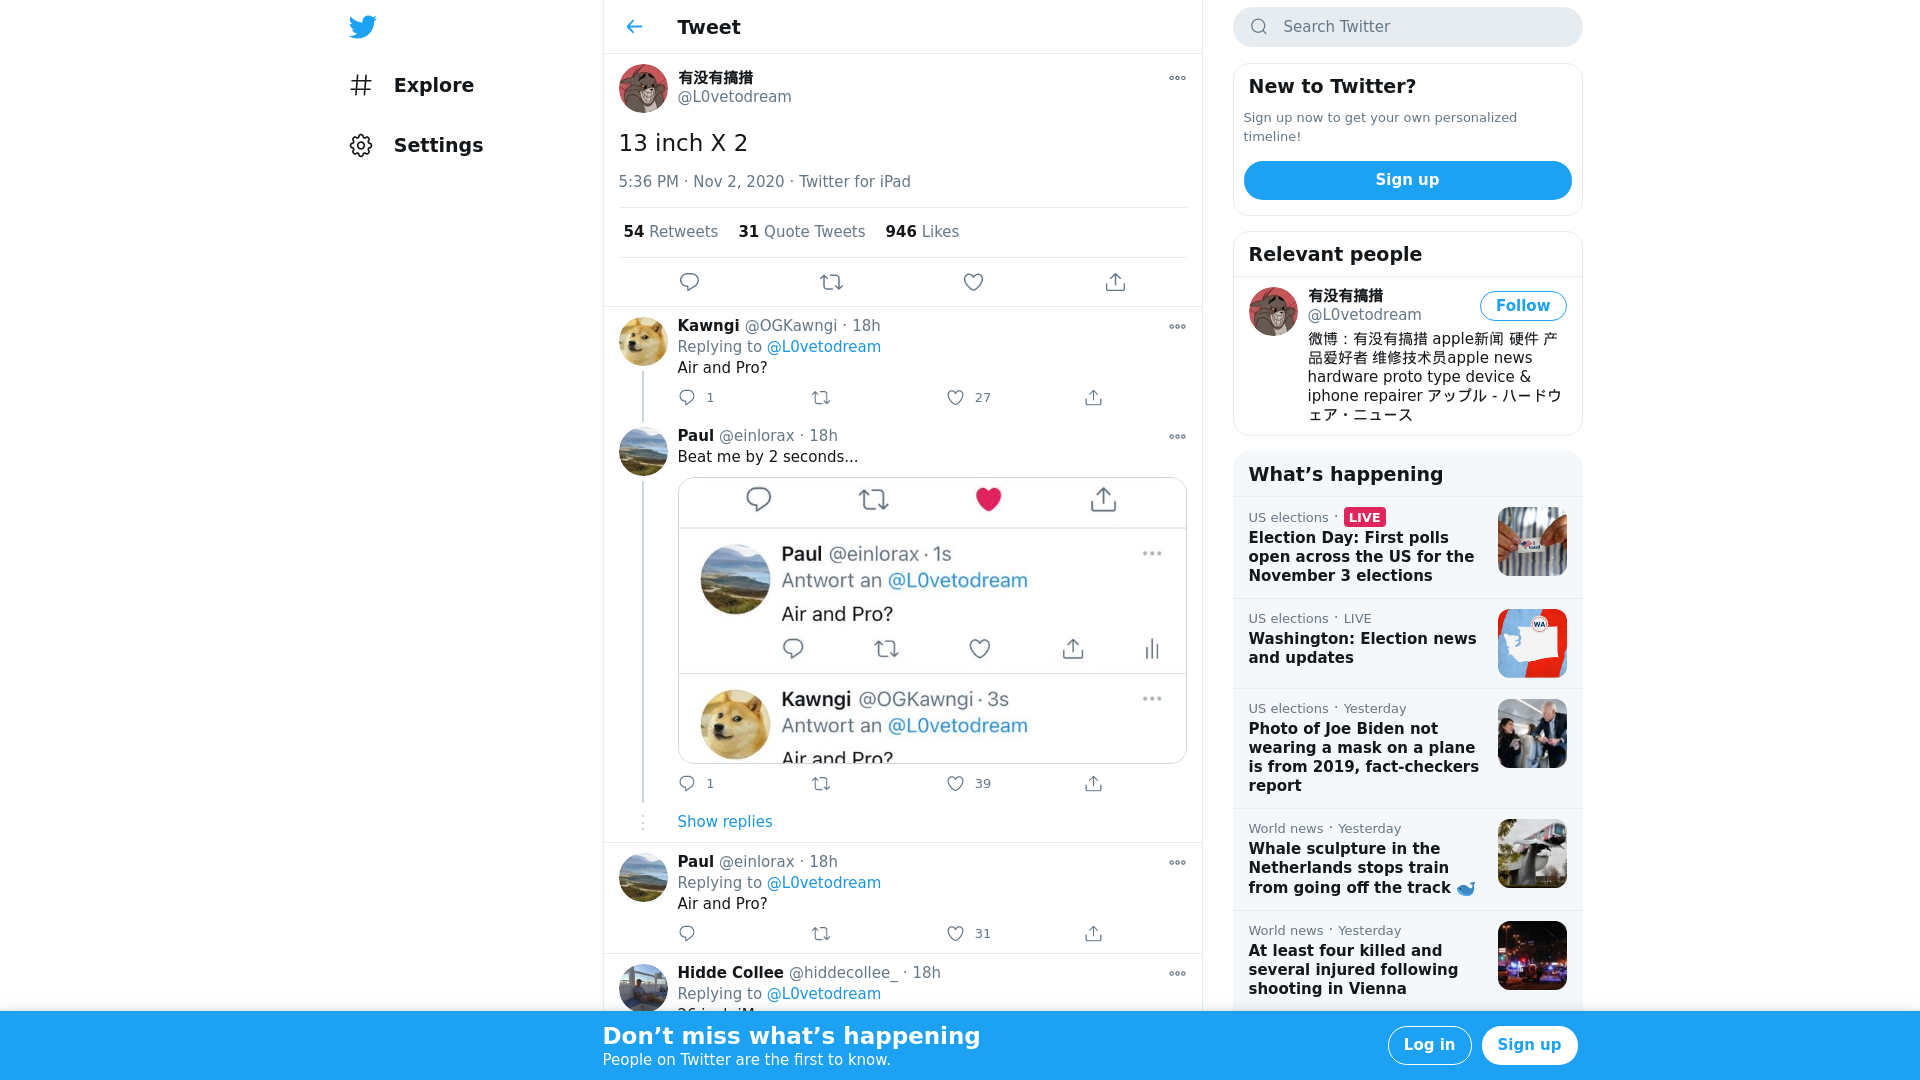 Explore
Settings
Tweet
有没有搞措
@L0vetodream
13 inch X 2
5:36 PM · Nov 2, 2020 · Twitter for iPad
54 Retweets 31 Quote Tweets 946 Likes
Kawngi @OGKawngi · 18h
Replying to @L0vetodream
Air and Pro?
1 27
Paul @einlorax · 18h
Beat me by 2 seconds...
Paul @einlorax · 1s
Antwort an @L0vetodream
Air and Pro?
Kawngi @OGKawngi · 3s
Antwort an @L0vetodream
Air and Pro?
1 39
Show replies
Paul @einlorax · 18h
Replying to @L0vetodream
Air and Pro?
31
Hidde Collee @hiddecollee_ · 18h
Replying to @L0vetodream
Search Twitter
New to Twitter?
Sign up now to get your own personalized
timeline!
Sign up
Relevant people
有没有搞措
@L0vetodream
Follow
微博：有没有搞措 apple新闻 硬件 产
品爱好者 维修技术员apple news
hardware proto type device &
iphone repairer アップル - ハードウ
ェア・ニュース
What’s happening
US elections · LIVE
Election Day: First polls
open across the US for the
November 3 elections
US elections · LIVE
Washington: Election news
and updates
WA
US elections · Yesterday
Photo of Joe Biden not
wearing a mask on a plane
is from 2019, fact-checkers
report
World news · Yesterday
Whale sculpture in the
Netherlands stops train
from going off the track 🐋
World news · Yesterday
At least four killed and
several injured following
shooting in Vienna
Don’t miss what’s happening
People on Twitter are the first to know.
Log in
Sign up